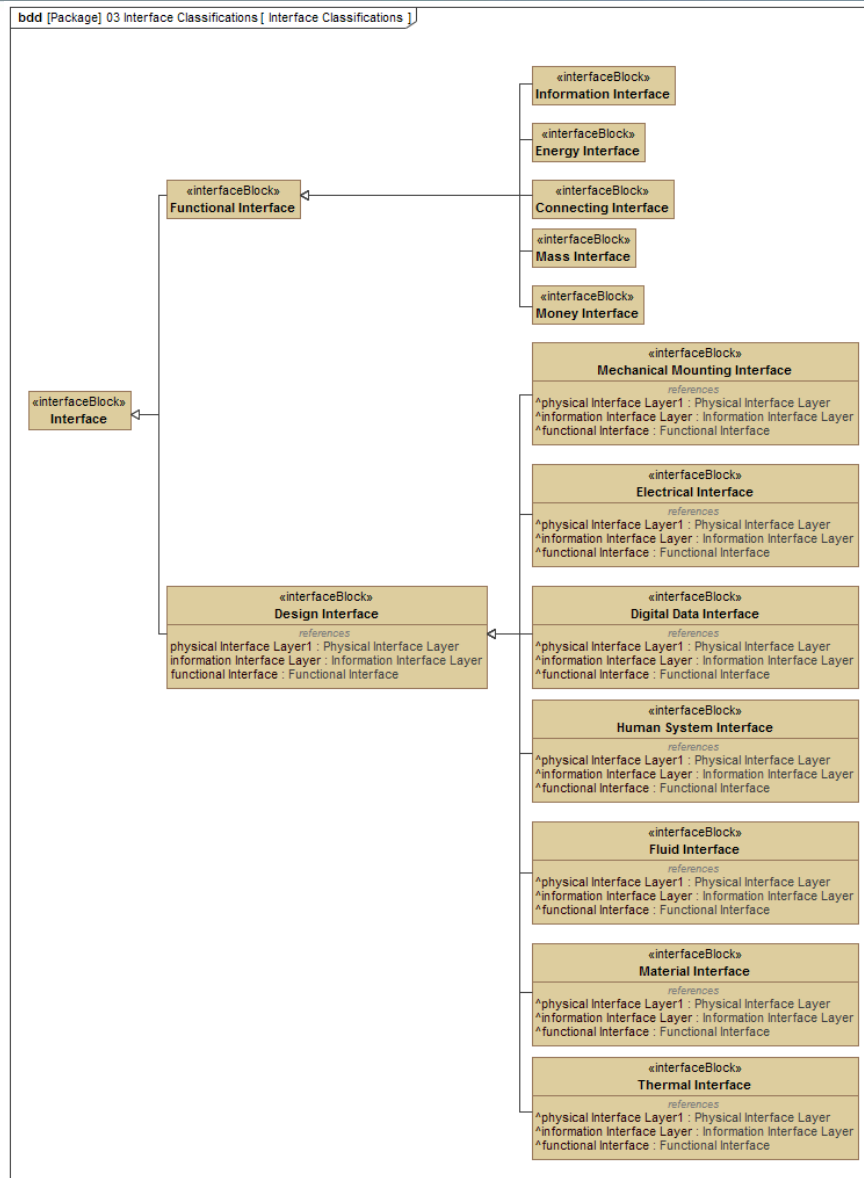 bdd [Package] 03 Interface Classifications [ Interface Classifications ]
«interfaceBlock»
Information Interface
«interfaceBlock»
Energy Interface
«interfaceBlock»
Functional Interface
«interfaceBlock»
Connecting Interface
«interfaceBlock»
Mass Interface
«interfaceBlock»
Money Interface
«interfaceBlock»
Mechanical Mounting Interface
references
^physical Interface Layer1 : Physical Interface Layer
^information Interface Layer : Information Interface Layer
^functional Interface : Functional Interface
«interfaceBlock»
Interface
«interfaceBlock»
Electrical Interface
references
^physical Interface Layer1 : Physical Interface Layer
^information Interface Layer : Information Interface Layer
^functional Interface : Functional Interface
«interfaceBlock»
Design Interface
references
physical Interface Layer1 : Physical Interface Layer
information Interface Layer : Information Interface Layer
functional Interface : Functional Interface
«interfaceBlock»
Digital Data Interface
references
^physical Interface Layer1 : Physical Interface Layer
^information Interface Layer : Information Interface Layer
^functional Interface : Functional Interface
«interfaceBlock»
Human System Interface
references
^physical Interface Layer1 : Physical Interface Layer
^information Interface Layer : Information Interface Layer
^functional Interface : Functional Interface
«interfaceBlock»
Fluid Interface
references
^physical Interface Layer1 : Physical Interface Layer
^information Interface Layer : Information Interface Layer
^functional Interface : Functional Interface
«interfaceBlock»
Material Interface
references
^physical Interface Layer1 : Physical Interface Layer
^information Interface Layer : Information Interface Layer
^functional Interface : Functional Interface
«interfaceBlock»
Thermal Interface
references
^physical Interface Layer1 : Physical Interface Layer
^information Interface Layer : Information Interface Layer
^functional Interface : Functional Interface